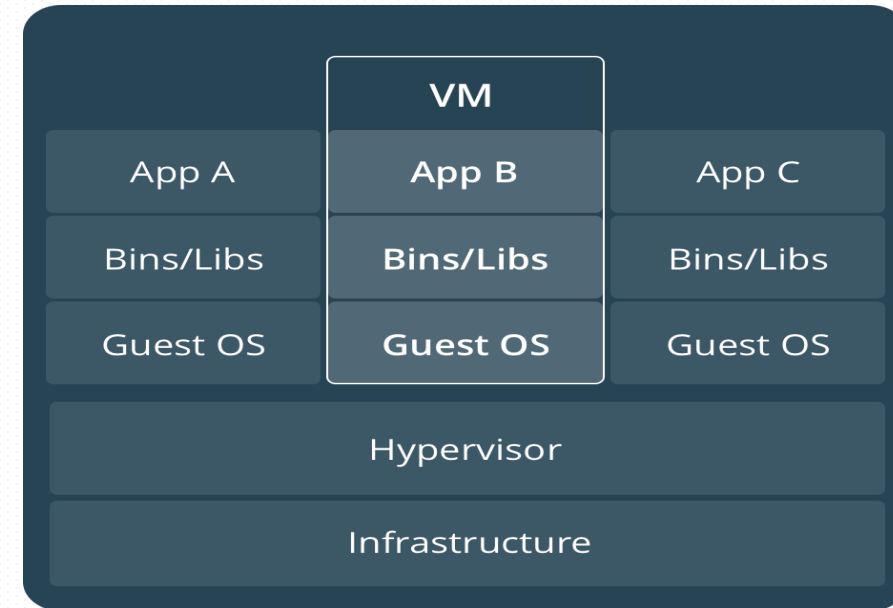 VM
App A App B App C
Bins/Libs Bins/Libs Bins/Libs
Guest OS Guest OS Guest OS
Hypervisor
Infrastructure